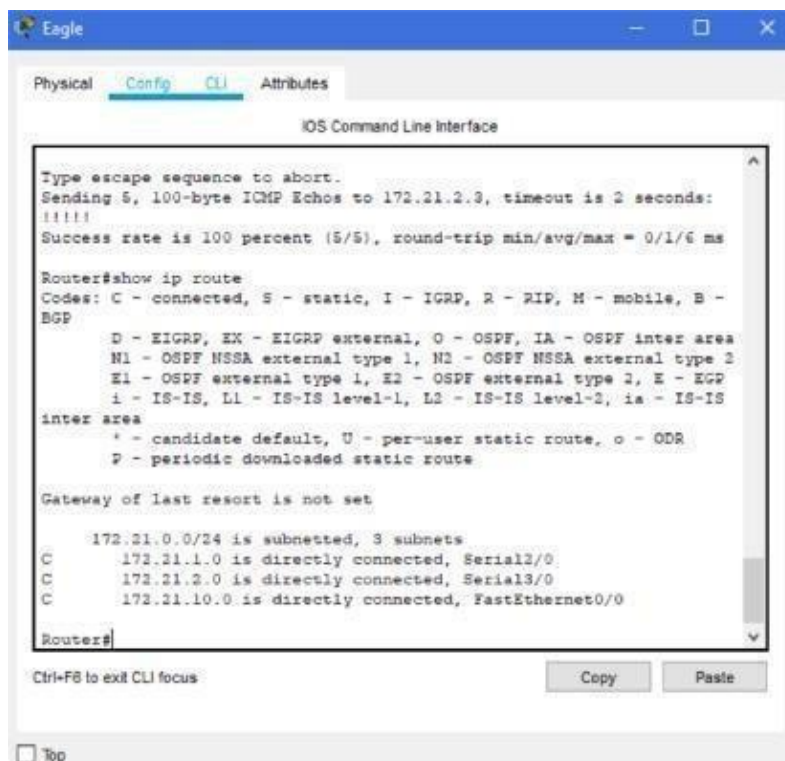 Eagle
Physical Config CLI Attributes
IOS Command Line Interface
Type escape sequence to abort.
Sending 5, 100-byte ICMP Echos to 172.21.2.3, timeout is 2 seconds:
!!!!!
Success rate is 100 percent (5/5), round-trip min/avg/max = 0/1/6 ms
Router#show ip route
Codes: C - connected, S - static, I - IGRP, R - RIP, M - mobile, B -
BGP
D - EIGRP, EX - EIGRP external, O - OSPF, IA - OSPF inter area
N1 - OSPF NSSA external type 1, N2 - OSPF NSSA external type 2
E1 - OSPF external type 1, E2 - OSPF external type 2, E - EGP
i - IS-IS, L1 - IS-IS level-1, L2 - IS-IS level-2, ia - IS-IS
inter area
* - candidate default, U - per-user static route, o - ODR
P - periodic downloaded static route
Gateway of last resort is not set
172.21.0.0/24 is subnetted, 3 subnets
C 172.21.1.0 is directly connected, Serial2/0
C 172.21.2.0 is directly connected, Serial3/0
C 172.21.10.0 is directly connected, FastEthernet0/0
Router#
Ctrl+F6 to exit CLI focus Copy Paste
Top